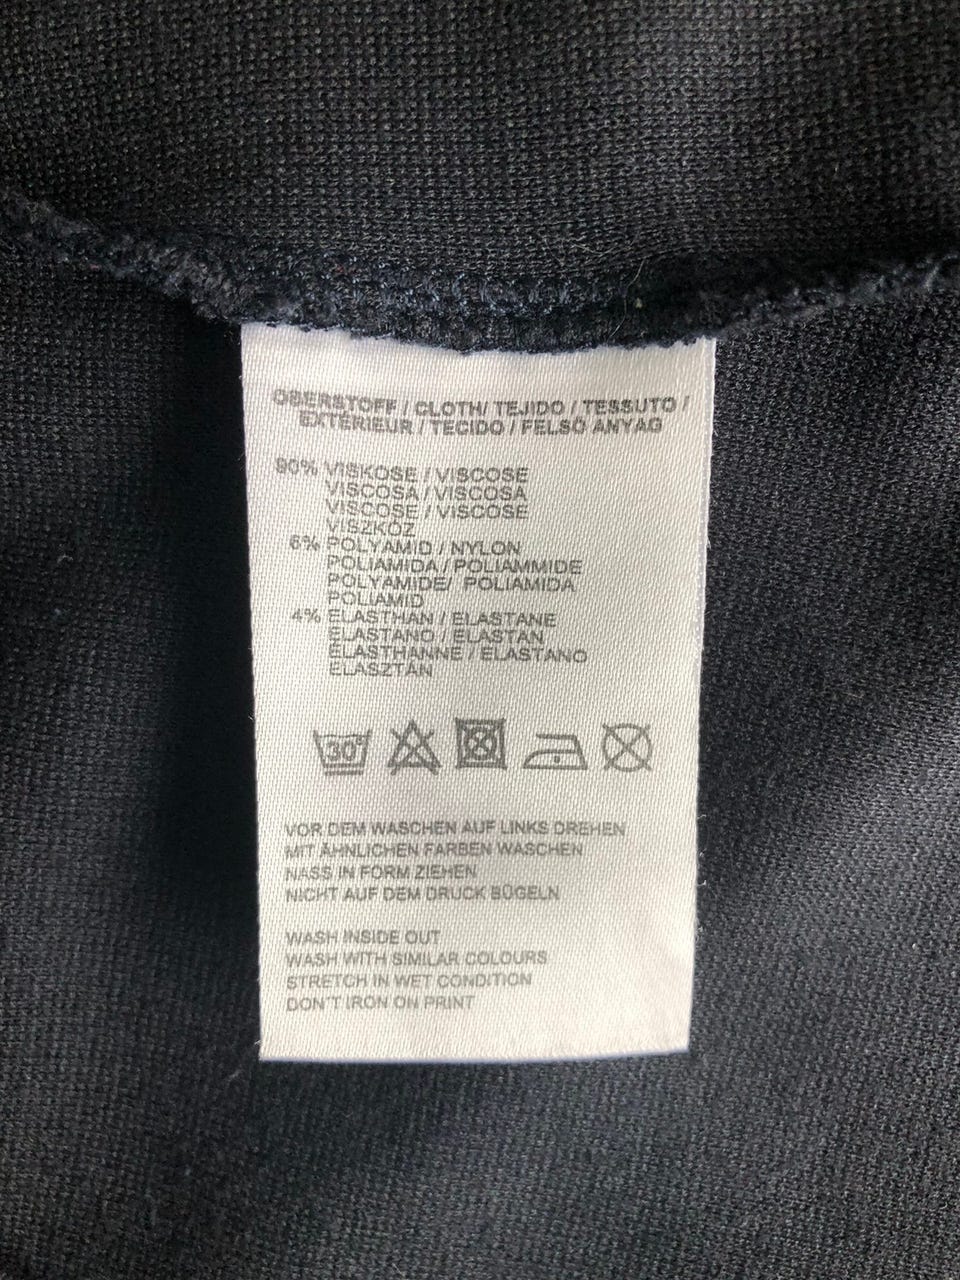 OBERSTOFF / CLOTH/ TEJIDO / TESSUTO /
EXTERIEUR / TECIDO / FELSŐ ANYAG
90% VISKOSE / VISCOSE
VISCOSA / VISCOSA
VISCOSE / VISCOSE
VISZKÓZ
6% POLYAMID / NYLON
POLIAMIDA / POLIAMMIDE
POLYAMIDE/ POLIAMIDA
POLIAMID
4% ELASTHAN / ELASTANE
ELASTANO / ELASTAN
ELASTHANNE / ELASTANO
ELASZTÁN
30°
VOR DEM WASCHEN AUF LINKS DREHEN
MIT ÄHNLICHEN FARBEN WASCHEN
NASS IN FORM ZIEHEN
NICHT AUF DEM DRUCK BÜGELN
WASH INSIDE OUT
WASH WITH SIMILAR COLOURS
STRETCH IN WET CONDITION
DON'T IRON ON PRINT